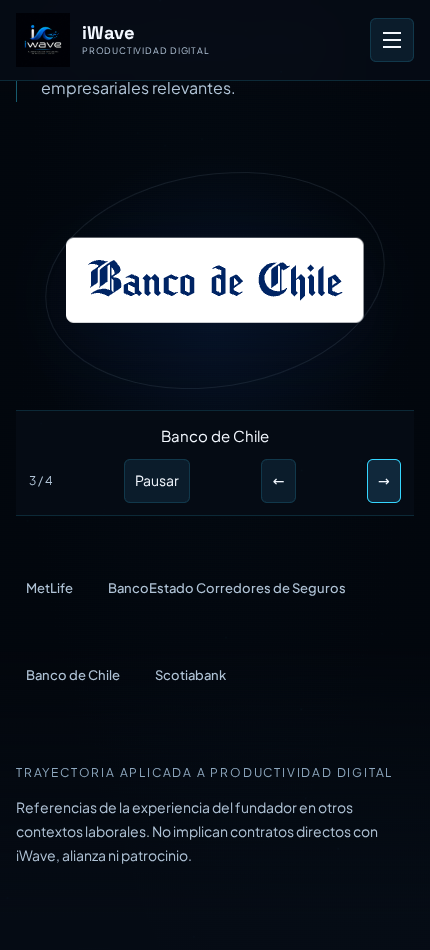 iWave
iWave
PRODUCTIVIDAD DIGITAL
empresariales relevantes.
Banco de Chile
Banco de Chile
3 / 4
Pausar
←
→
MetLife
BancoEstado Corredores de Seguros
Banco de Chile
Scotiabank
TRAYECTORIA APLICADA A PRODUCTIVIDAD DIGITAL
Referencias de la experiencia del fundador en otros
contextos laborales. No implican contratos directos con
iWave, alianza ni patrocinio.